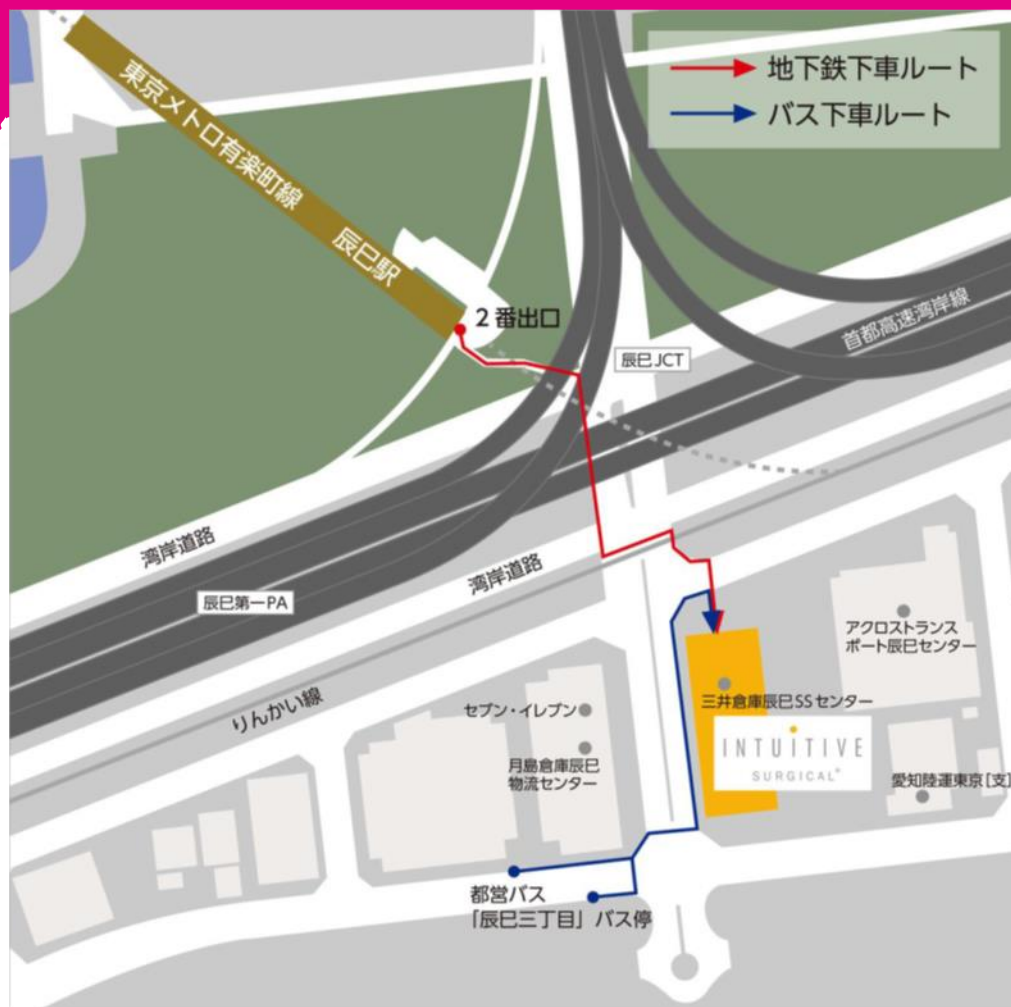 地下鉄下車ルート
バス下車ルート
東京メトロ有楽町線 辰巳駅
2番出口
辰巳JCT
首都高速湾岸線
湾岸道路
湾岸道路
辰巳第一PA
りんかい線
アクロストランス
ポート辰巳センター
三井倉庫辰巳SSセンター
セブン・イレブン
INTUITIVE
SURGICAL®
月島倉庫辰巳
物流センター
愛知陸運東京[支]
都営バス
「辰巳三丁目」バス停